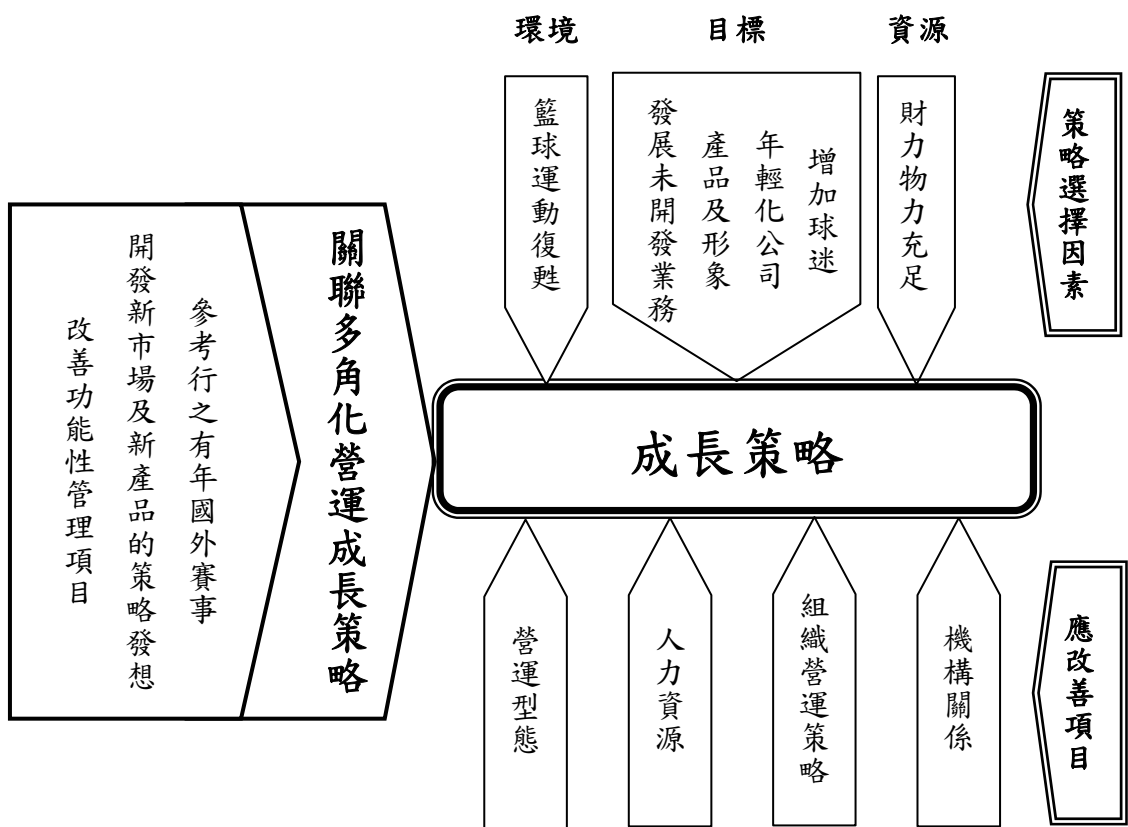 環境
目標
資源
策略選擇因素
財力物力充足
增加球迷
年輕化公司
產品及形象
發展未開發業務
籃球運動復甦
成長策略
關聯多角化營運成長策略
參考行之有年國外賽事
開發新市場及新產品的策略發想
改善功能性管理項目
應改善項目
機構關係
組織營運策略
人力資源
營運型態